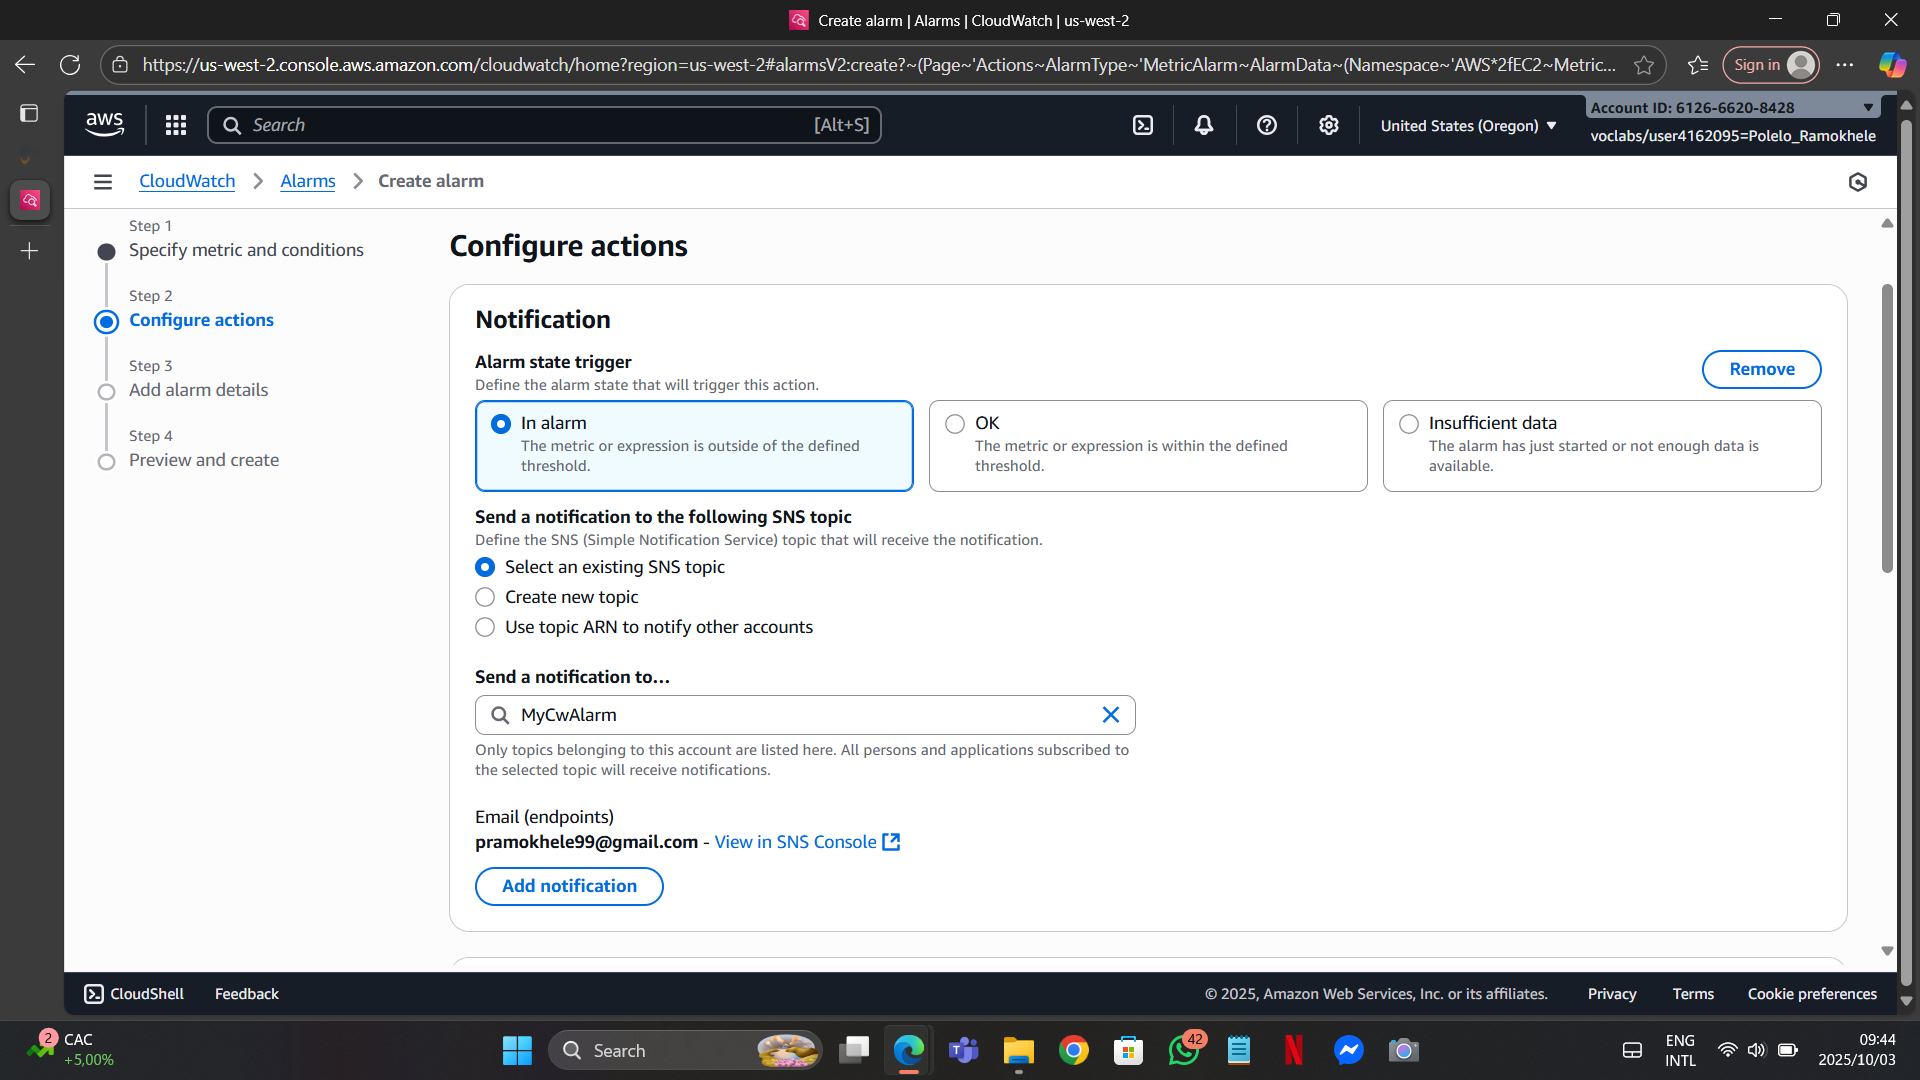 Create alarm | Alarms | CloudWatch | us-west-2
https://us-west-2.console.aws.amazon.com/cloudwatch/home?region=us-west-2#alarmsV2:create?~(Page~'Actions~AlarmType~'MetricAlarm~AlarmData~(Namespace~'AWS*2fEC2~Metric...
Sign in
aws
Search
[Alt+S]
United States (Oregon)
Account ID: 6126-6620-8428
voclabs/user4162095=Polelo_Ramokhele
CloudWatch
Alarms
Create alarm
Step 1
Specify metric and conditions
Step 2
Configure actions
Step 3
Add alarm details
Step 4
Preview and create
Configure actions
Notification
Alarm state trigger
Define the alarm state that will trigger this action.
Remove
In alarm
The metric or expression is outside of the defined
threshold.
OK
The metric or expression is within the defined
threshold.
Insufficient data
The alarm has just started or not enough data is
available.
Send a notification to the following SNS topic
Define the SNS (Simple Notification Service) topic that will receive the notification.
Select an existing SNS topic
Create new topic
Use topic ARN to notify other accounts
Send a notification to…
MyCwAlarm
Only topics belonging to this account are listed here. All persons and applications subscribed to
the selected topic will receive notifications.
Email (endpoints)
pramokhele99@gmail.com - View in SNS Console
Add notification
CloudShell
Feedback
© 2025, Amazon Web Services, Inc. or its affiliates.
Privacy
Terms
Cookie preferences
2
CAC
+5,00%
Search
42
ENG
INTL
09:44
2025/10/03